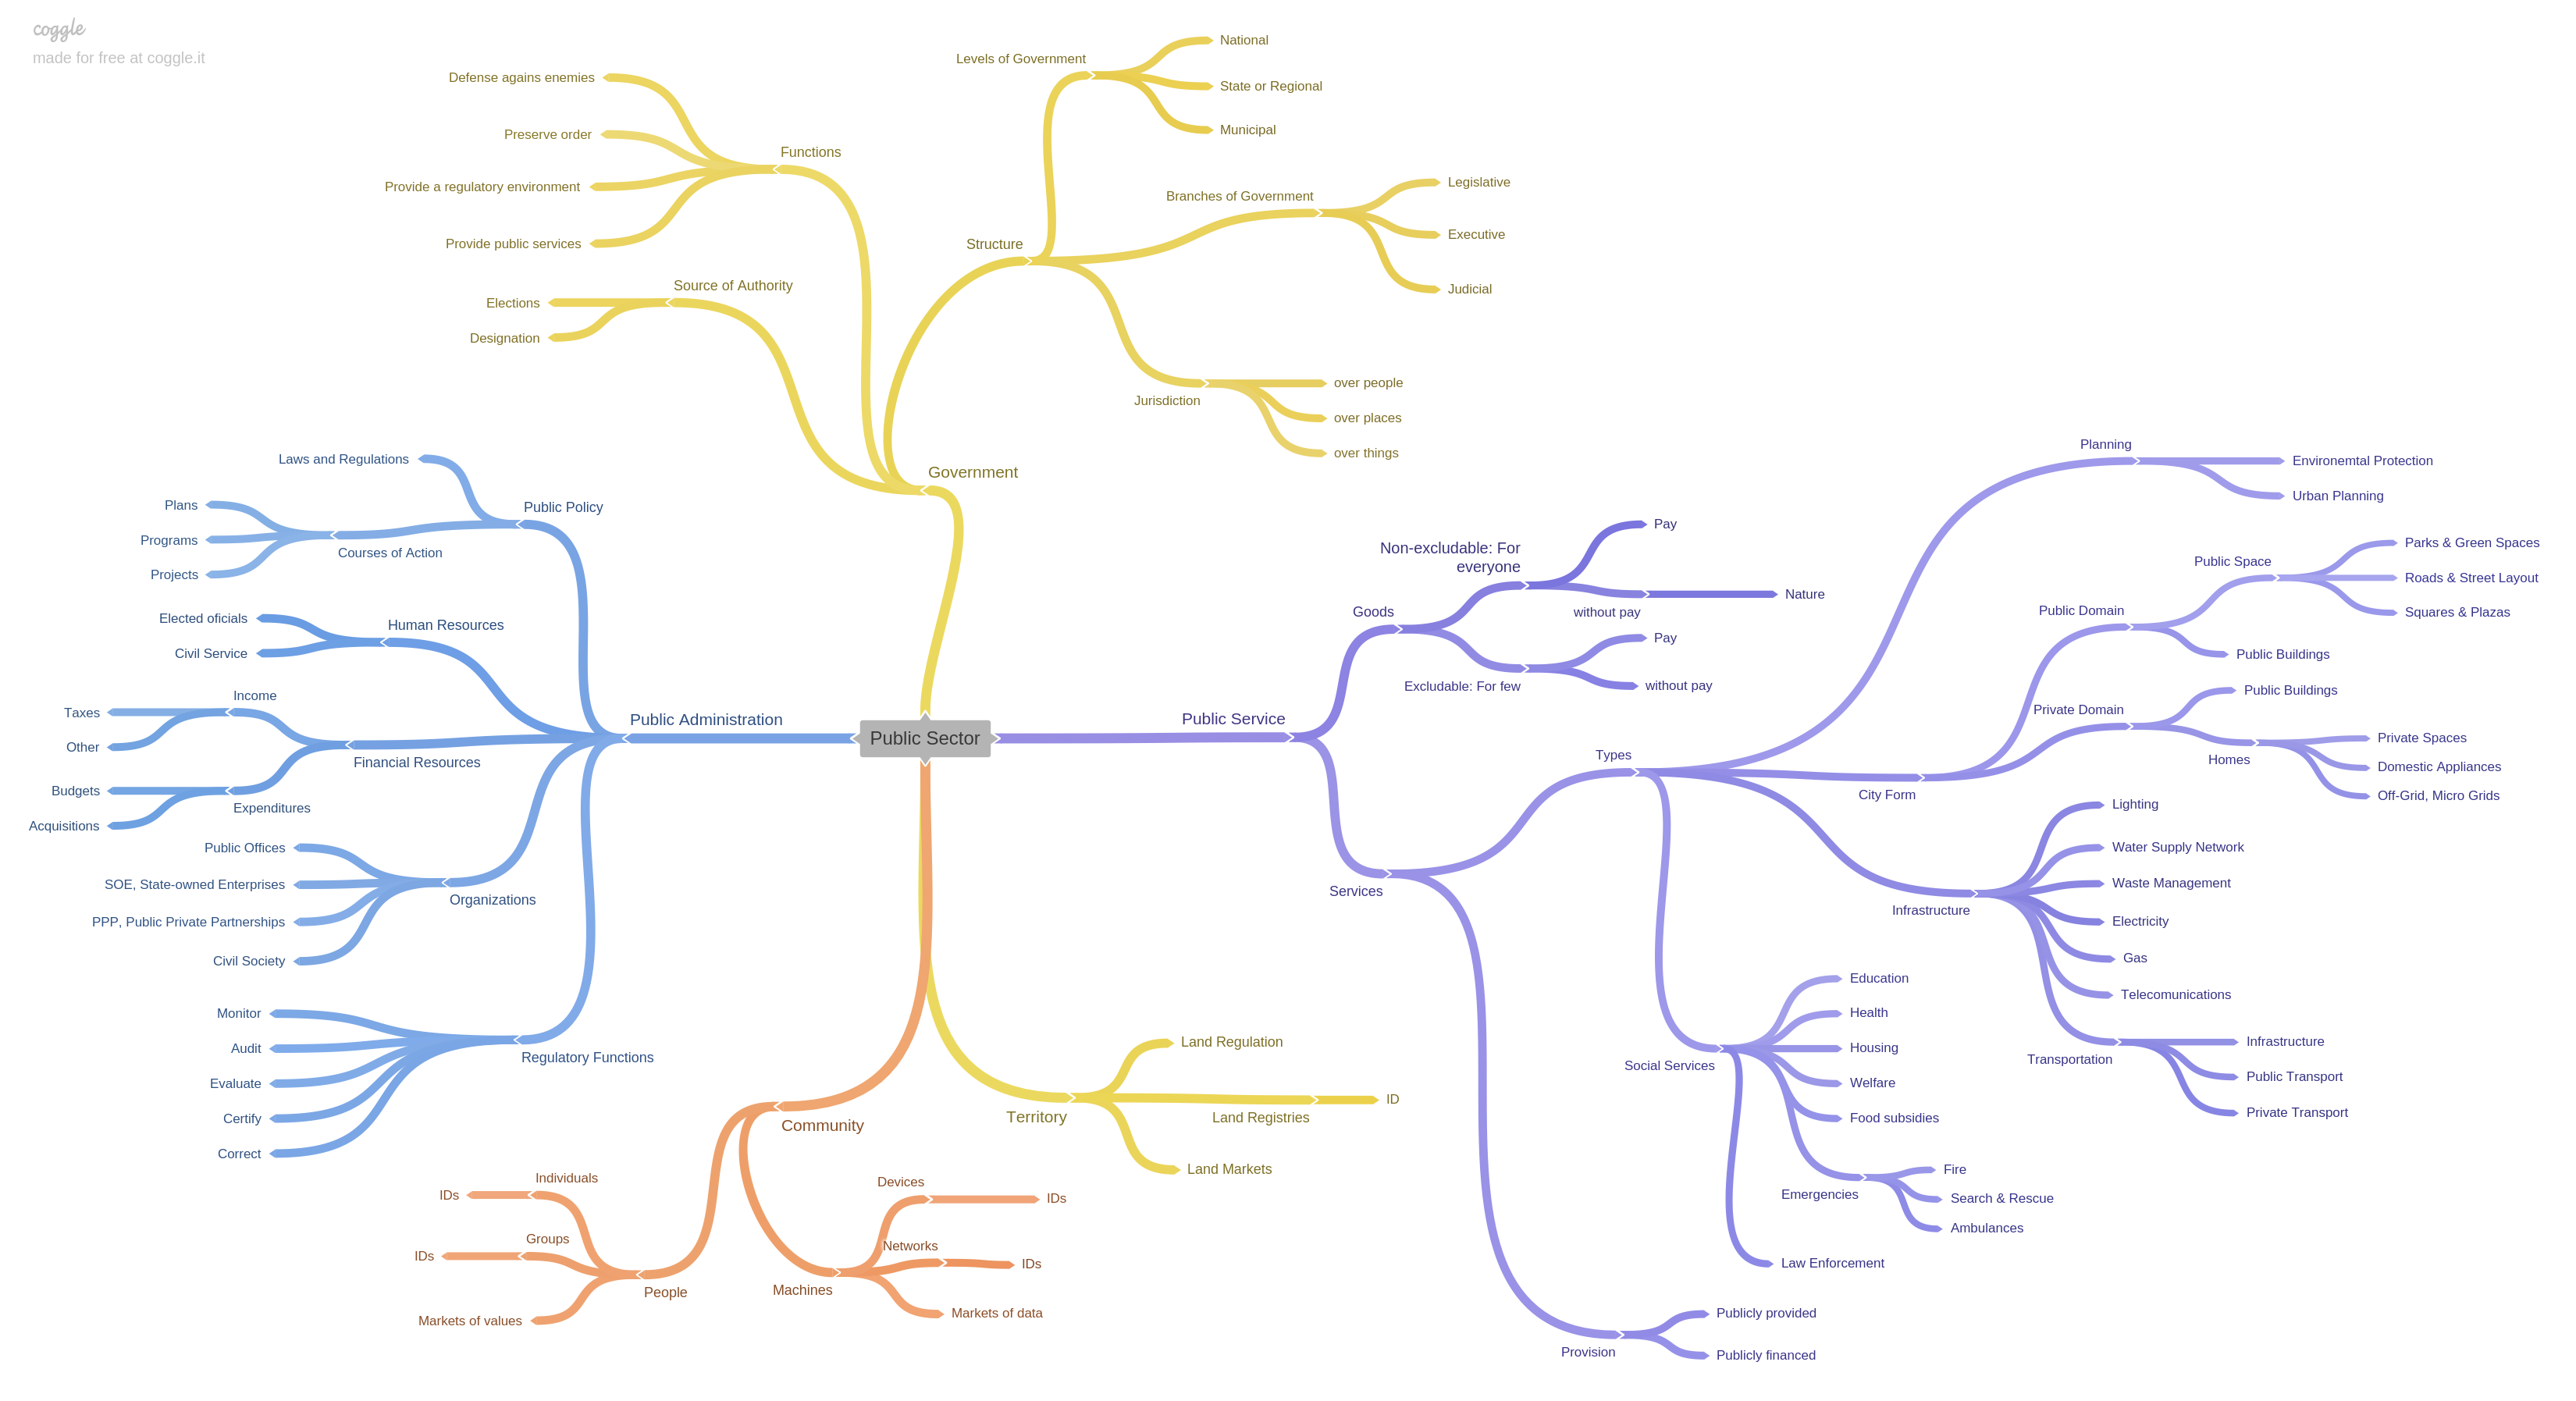 coggle
made for free at coggle.it
Public Sector
Government
Functions
Defense agains enemies
Preserve order
Provide a regulatory environment
Provide public services
Source of Authority
Elections
Designation
Structure
Levels of Government
National
State or Regional
Municipal
Branches of Government
Legislative
Executive
Judicial
Jurisdiction
over people
over places
over things
Public Administration
Public Policy
Laws and Regulations
Courses of Action
Plans
Programs
Projects
Human Resources
Elected oficials
Civil Service
Financial Resources
Income
Taxes
Other
Expenditures
Budgets
Acquisitions
Organizations
Public Offices
SOE, State-owned Enterprises
PPP, Public Private Partnerships
Civil Society
Regulatory Functions
Monitor
Audit
Evaluate
Certify
Correct
Community
People
Individuals
IDs
Groups
IDs
Markets of values
Machines
Devices
IDs
Networks
IDs
Markets of data
Territory
Land Regulation
Land Registries
ID
Land Markets
Public Service
Goods
Non-excludable: For
everyone
Pay
without pay
Nature
Excludable: For few
Pay
without pay
Services
Types
Planning
Environemtal Protection
Urban Planning
City Form
Public Domain
Public Space
Parks & Green Spaces
Roads & Street Layout
Squares & Plazas
Public Buildings
Private Domain
Public Buildings
Homes
Private Spaces
Domestic Appliances
Off-Grid, Micro Grids
Infrastructure
Lighting
Water Supply Network
Waste Management
Electricity
Gas
Telecomunications
Transportation
Infrastructure
Public Transport
Private Transport
Social Services
Education
Health
Housing
Welfare
Food subsidies
Emergencies
Fire
Search & Rescue
Ambulances
Law Enforcement
Provision
Publicly provided
Publicly financed